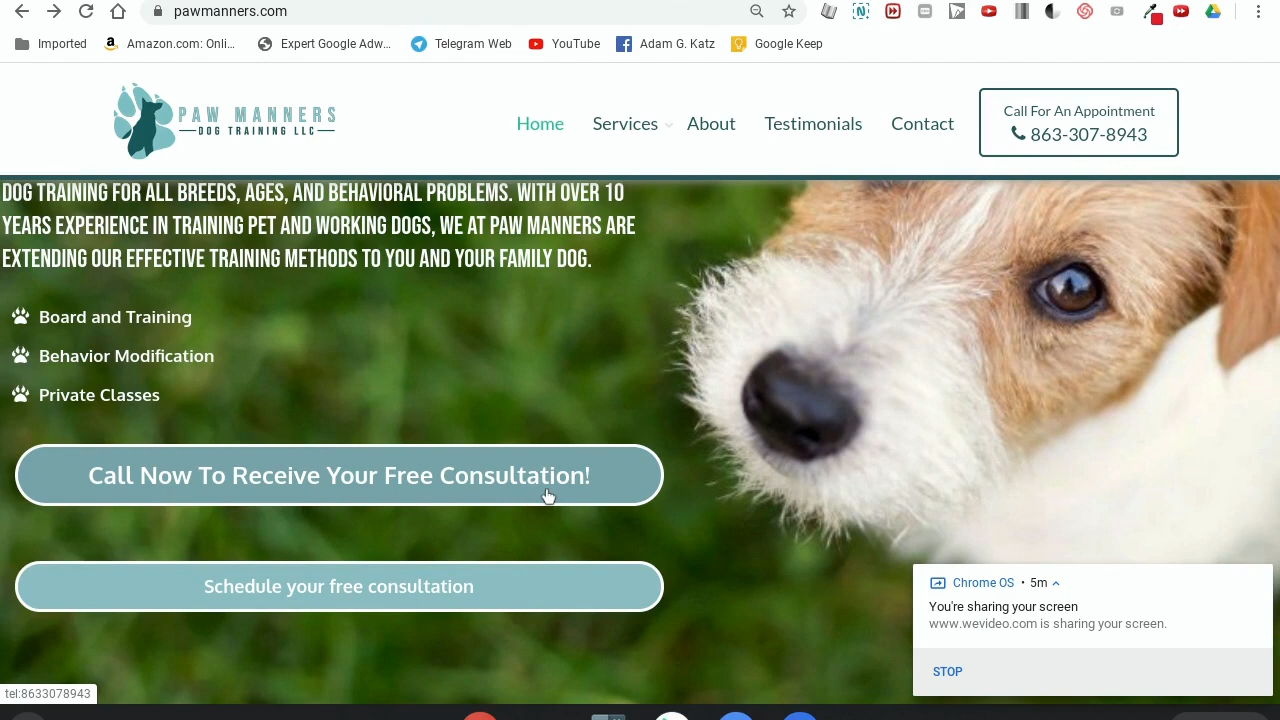 pawmanners.com
Imported
Amazon.com: Onli...
Expert Google Adw...
Telegram Web
YouTube
Adam G. Katz
Google Keep
PAW MANNERS
DOG TRAINING LLC
Home
Services
About
Testimonials
Contact
Call For An Appointment
863-307-8943
DOG TRAINING FOR ALL BREEDS, AGES, AND BEHAVIORAL PROBLEMS. WITH OVER 10
YEARS EXPERIENCE IN TRAINING PET AND WORKING DOGS, WE AT PAW MANNERS ARE
EXTENDING OUR EFFECTIVE TRAINING METHODS TO YOU AND YOUR FAMILY DOG.
Board and Training
Behavior Modification
Private Classes
Call Now To Receive Your Free Consultation!
Schedule your free consultation
Chrome OS • 5m
You're sharing your screen
www.wevideo.com is sharing your screen.
STOP
tel:8633078943